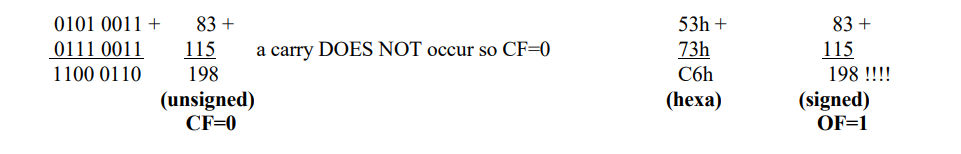 0101 0011 + 83 + 53h + 83 +
0111 0011 115 a carry DOES NOT occur so CF=0 73h 115
1100 0110 198 C6h 198 !!!!
(unsigned) (hexa) (signed)
CF=0 OF=1